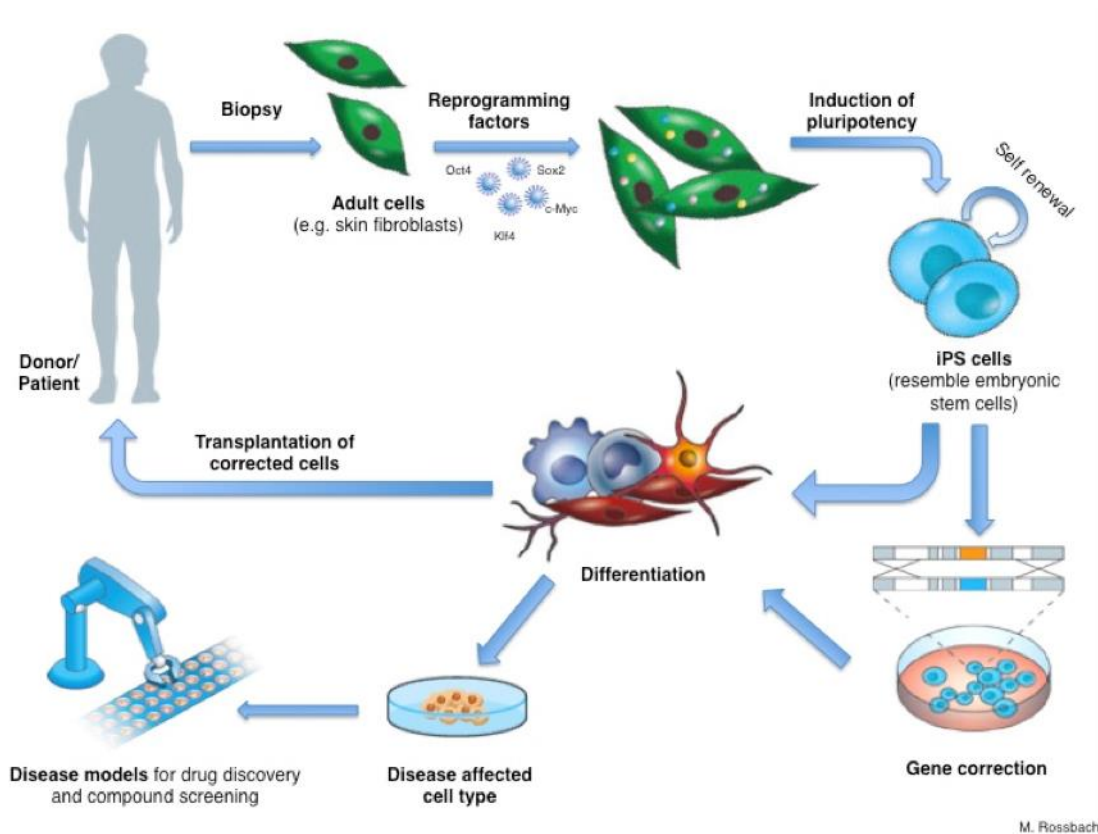 Biopsy
Reprogramming
factors
Induction of
pluripotency
Oct4
Sox2
c-Myc
Klf4
Adult cells
(e.g. skin fibroblasts)
Self renewal
Donor/
Patient
iPS cells
(resemble embryonic
stem cells)
Transplantation of
corrected cells
Differentiation
Gene correction
Disease affected
cell type
Disease models for drug discovery
and compound screening
M. Rossbach